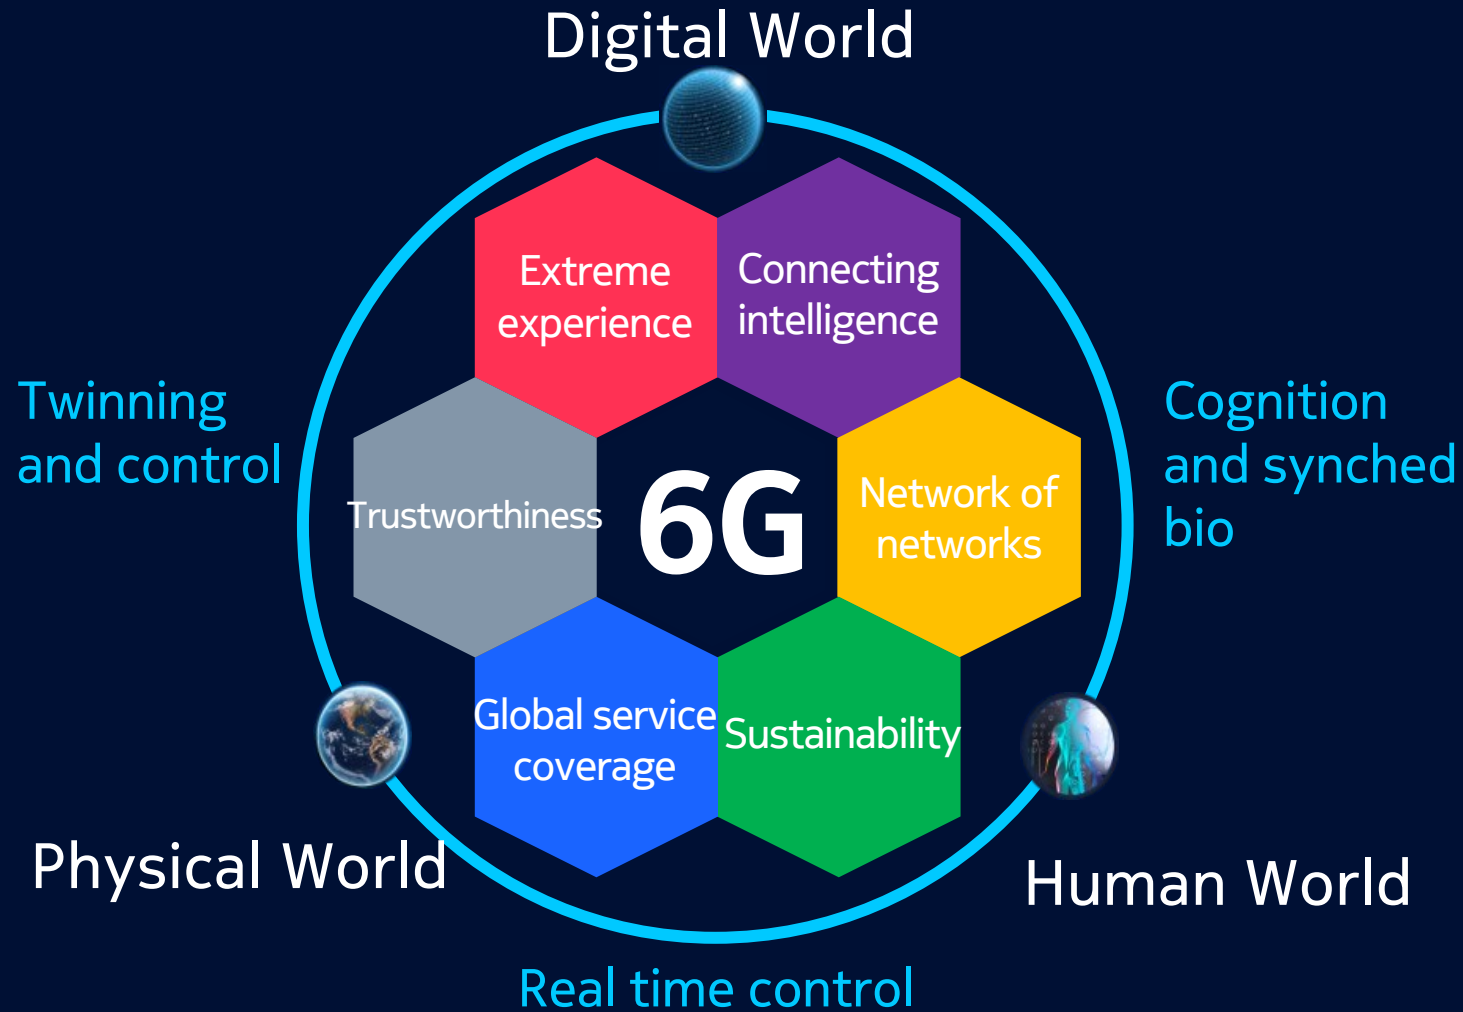 Digital World
Extreme
experience
Connecting
intelligence
Twinning
and control
Cognition
and synched
bio
Trustworthiness
6G
Network of
networks
Global service
coverage
Sustainability
Physical World
Human World
Real time control